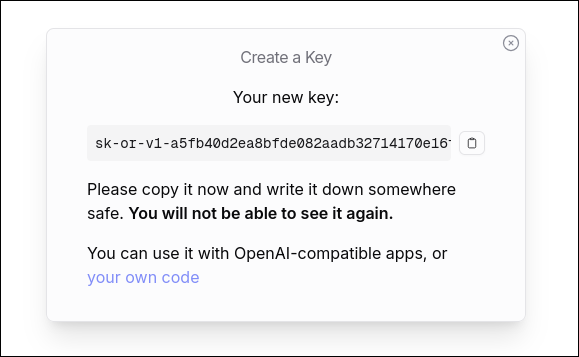 Create a Key
Your new key:
sk-or-v1-a5fb40d2ea8bfde082aadb32714170e16
Please copy it now and write it down somewhere
safe. You will not be able to see it again.
You can use it with OpenAI-compatible apps, or
your own code